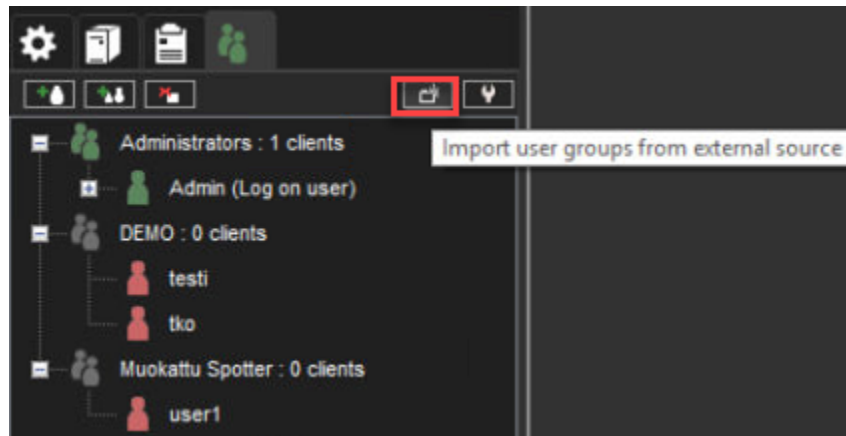 Administrators : 1 clients
Import user groups from external source
Admin (Log on user)
DEMO : 0 clients
testi
tko
Muokattu Spotter : 0 clients
user1